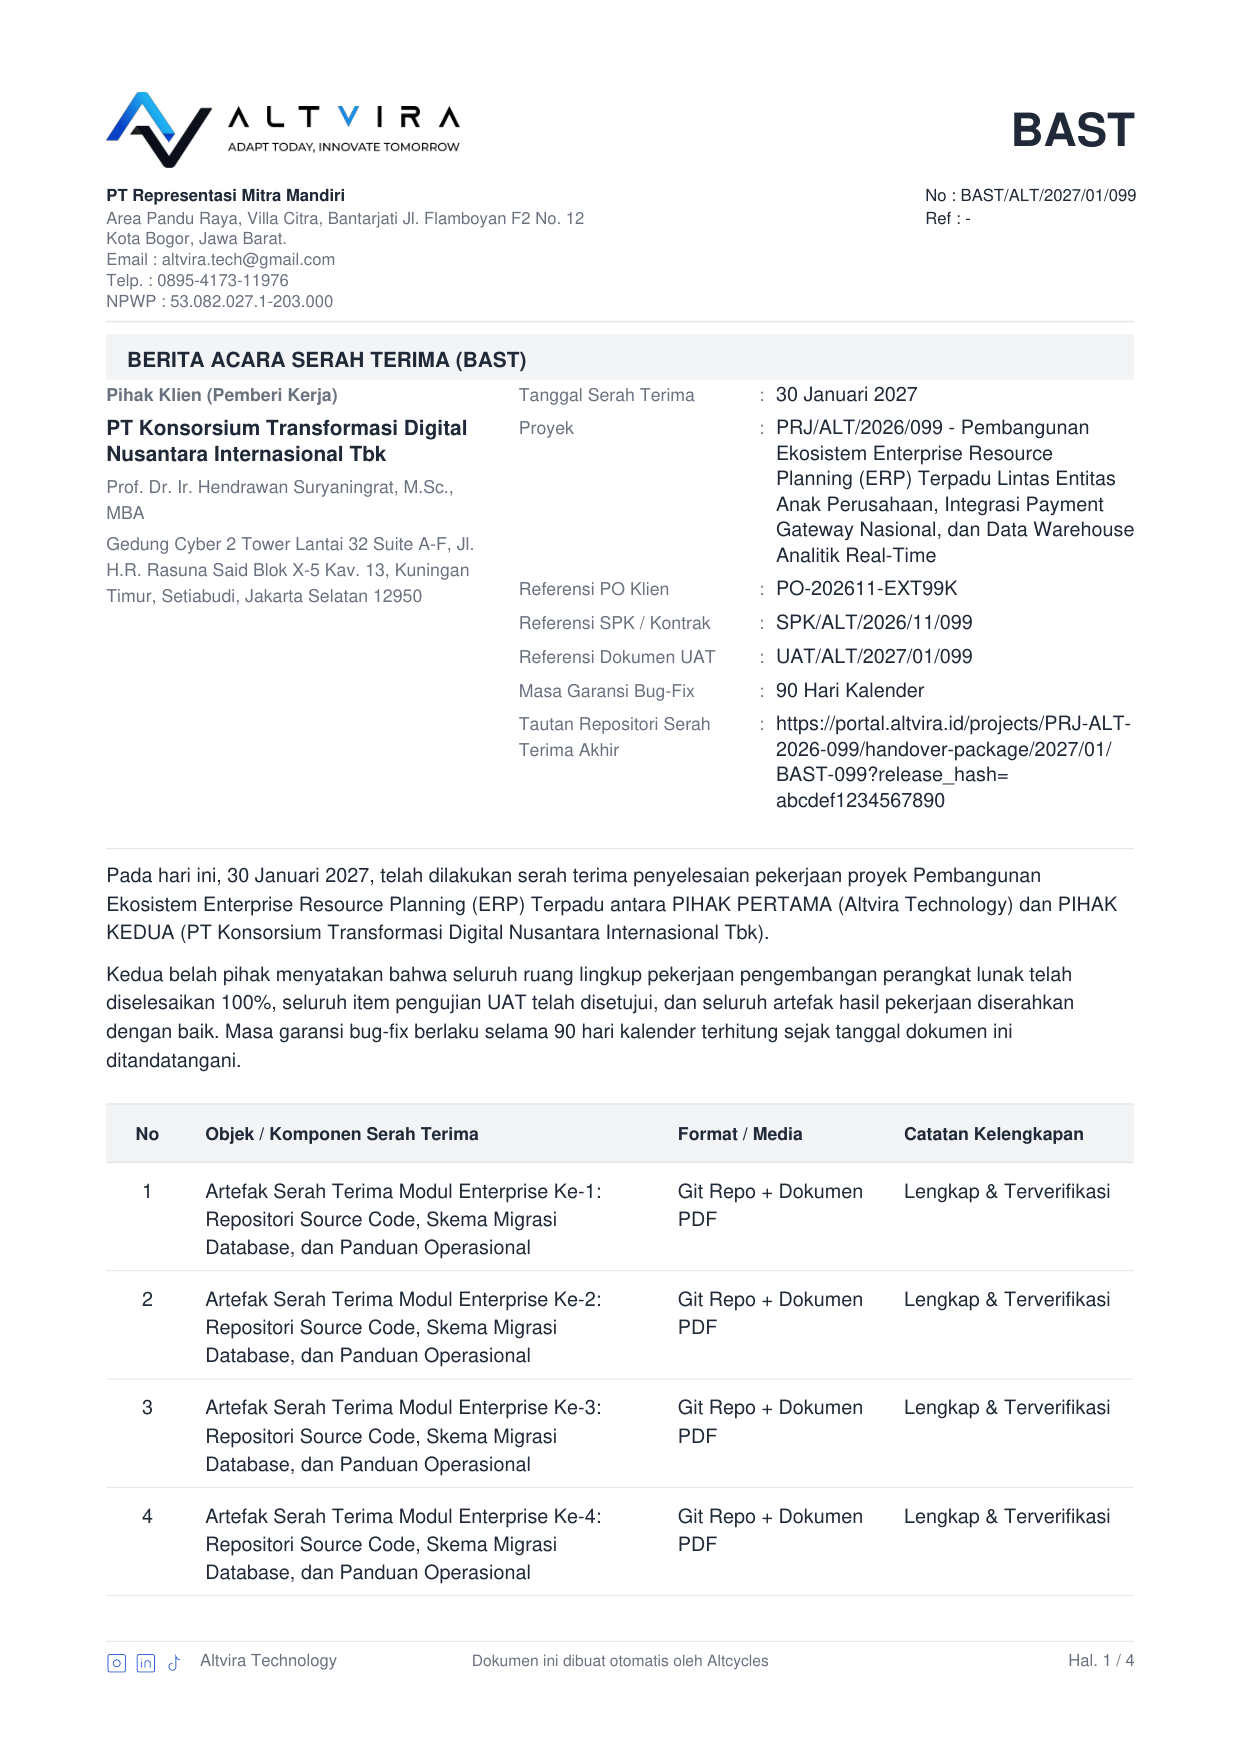 ALTVIRA
ADAPT TODAY, INNOVATE TOMORROW
BAST
PT Representasi Mitra Mandiri
Area Pandu Raya, Villa Citra, Bantarjati Jl. Flamboyan F2 No. 12
Kota Bogor, Jawa Barat.
Email : altvira.tech@gmail.com
Telp. : 0895-4173-11976
NPWP : 53.082.027.1-203.000
No : BAST/ALT/2027/01/099
Ref : -
BERITA ACARA SERAH TERIMA (BAST)
Pihak Klien (Pemberi Kerja)
PT Konsorsium Transformasi Digital
Nusantara Internasional Tbk
Prof. Dr. Ir. Hendrawan Suryaningrat, M.Sc.,
MBA
Gedung Cyber 2 Tower Lantai 32 Suite A-F, Jl.
H.R. Rasuna Said Blok X-5 Kav. 13, Kuningan
Timur, Setiabudi, Jakarta Selatan 12950
Tanggal Serah Terima : 30 Januari 2027
Proyek : PRJ/ALT/2026/099 - Pembangunan
Ekosistem Enterprise Resource
Planning (ERP) Terpadu Lintas Entitas
Anak Perusahaan, Integrasi Payment
Gateway Nasional, dan Data Warehouse
Analitik Real-Time
Referensi PO Klien : PO-202611-EXT99K
Referensi SPK / Kontrak : SPK/ALT/2026/11/099
Referensi Dokumen UAT : UAT/ALT/2027/01/099
Masa Garansi Bug-Fix : 90 Hari Kalender
Tautan Repositori Serah : https://portal.altvira.id/projects/PRJ-ALT-
Terima Akhir 2026-099/handover-package/2027/01/
BAST-099?release_hash=
abcdef1234567890
Pada hari ini, 30 Januari 2027, telah dilakukan serah terima penyelesaian pekerjaan proyek Pembangunan
Ekosistem Enterprise Resource Planning (ERP) Terpadu antara PIHAK PERTAMA (Altvira Technology) dan PIHAK
KEDUA (PT Konsorsium Transformasi Digital Nusantara Internasional Tbk).
Kedua belah pihak menyatakan bahwa seluruh ruang lingkup pekerjaan pengembangan perangkat lunak telah
diselesaikan 100%, seluruh item pengujian UAT telah disetujui, dan seluruh artefak hasil pekerjaan diserahkan
dengan baik. Masa garansi bug-fix berlaku selama 90 hari kalender terhitung sejak tanggal dokumen ini
ditandatangani.
No Objek / Komponen Serah Terima Format / Media Catatan Kelengkapan
1 Artefak Serah Terima Modul Enterprise Ke-1: Git Repo + Dokumen Lengkap & Terverifikasi
Repositori Source Code, Skema Migrasi PDF
Database, dan Panduan Operasional
2 Artefak Serah Terima Modul Enterprise Ke-2: Git Repo + Dokumen Lengkap & Terverifikasi
Repositori Source Code, Skema Migrasi PDF
Database, dan Panduan Operasional
3 Artefak Serah Terima Modul Enterprise Ke-3: Git Repo + Dokumen Lengkap & Terverifikasi
Repositori Source Code, Skema Migrasi PDF
Database, dan Panduan Operasional
4 Artefak Serah Terima Modul Enterprise Ke-4: Git Repo + Dokumen Lengkap & Terverifikasi
Repositori Source Code, Skema Migrasi PDF
Database, dan Panduan Operasional
Altvira Technology Dokumen ini dibuat otomatis oleh Altcycles Hal. 1 / 4